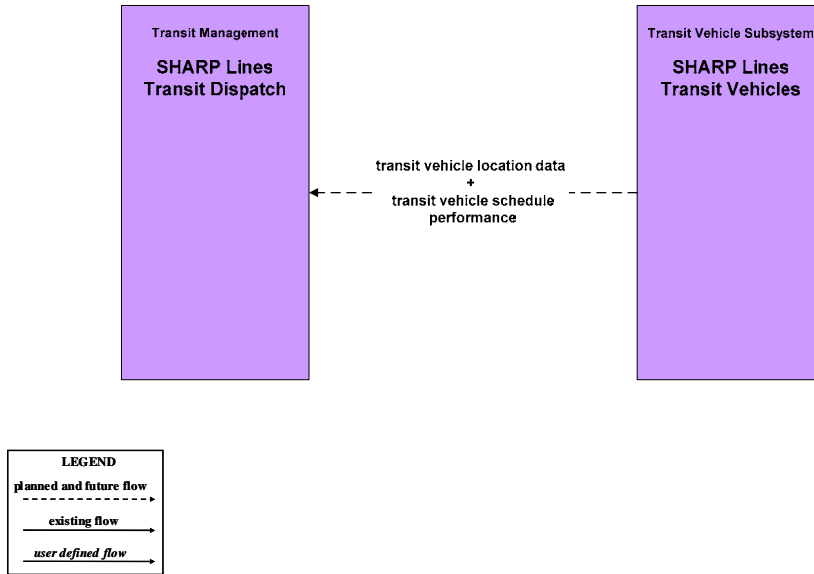 Transit Management
SHARP Lines
Transit Dispatch
Transit Vehicle Subsystem
SHARP Lines
Transit Vehicles
transit vehicle location data
+
transit vehicle schedule
performance
LEGEND
planned and future flow
existing flow
user defined flow